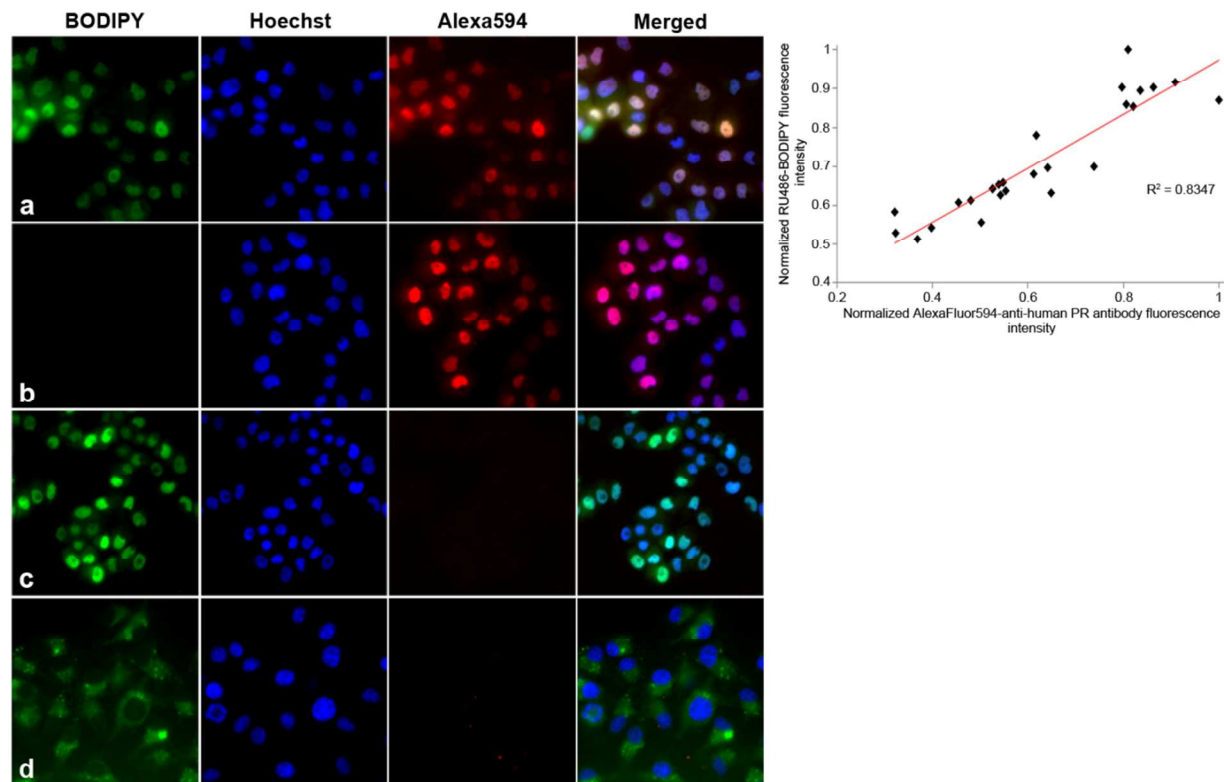 BODIPY Hoechst Alexa594 Merged
a
b
c
d
Normalized RU486-BODIPY fluorescence
intensity
1
0.9
0.8
0.7
0.6
0.5
0.4
R² = 0.8347
0.2 0.4 0.6 0.8 1
Normalized AlexaFluor594-anti-human PR antibody fluorescence
intensity